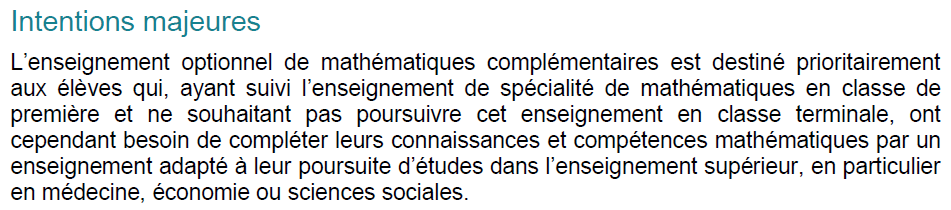 Intentions majeures
L’enseignement optionnel de mathématiques complémentaires est destiné prioritairement
aux élèves qui, ayant suivi l’enseignement de spécialité de mathématiques en classe de
première et ne souhaitant pas poursuivre cet enseignement en classe terminale, ont
cependant besoin de compléter leurs connaissances et compétences mathématiques par un
enseignement adapté à leur poursuite d’études dans l’enseignement supérieur, en particulier
en médecine, économie ou sciences sociales.